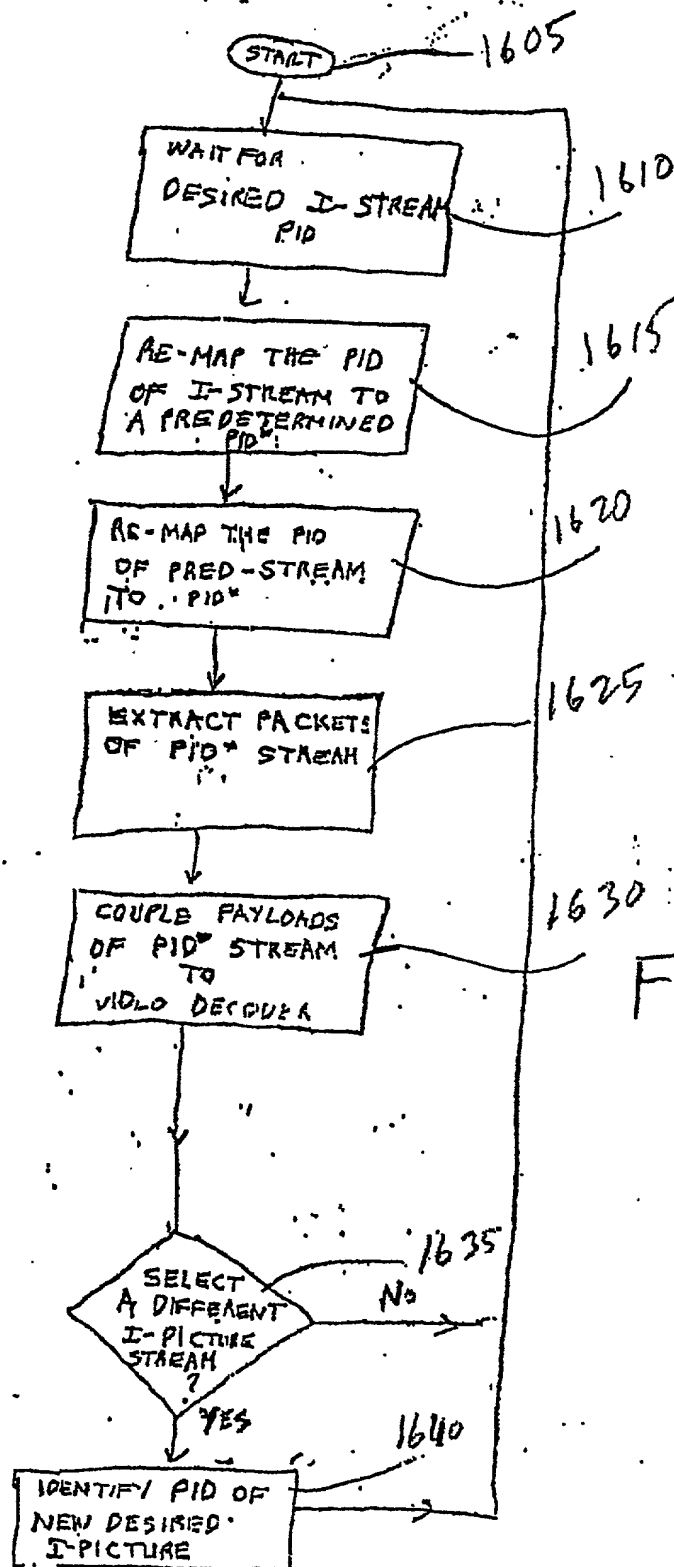 START
1605
WAIT FOR
DESIRED I-STREAM
PID
1610
RE-MAP THE PID
OF I-STREAM TO
A PREDETERMINED
PID*
1615
RE-MAP THE PID
OF PRED-STREAM
TO PID*
1620
EXTRACT PACKETS
OF PID* STREAM
1625
COUPLE PAYLOADS
OF PID* STREAM
TO
VIDEO DECODER
1630
F
SELECT
A DIFFERENT
I-PICTURE
STREAM
?
1635
No
YES
1640
IDENTIFY PID OF
NEW DESIRED
I-PICTURE